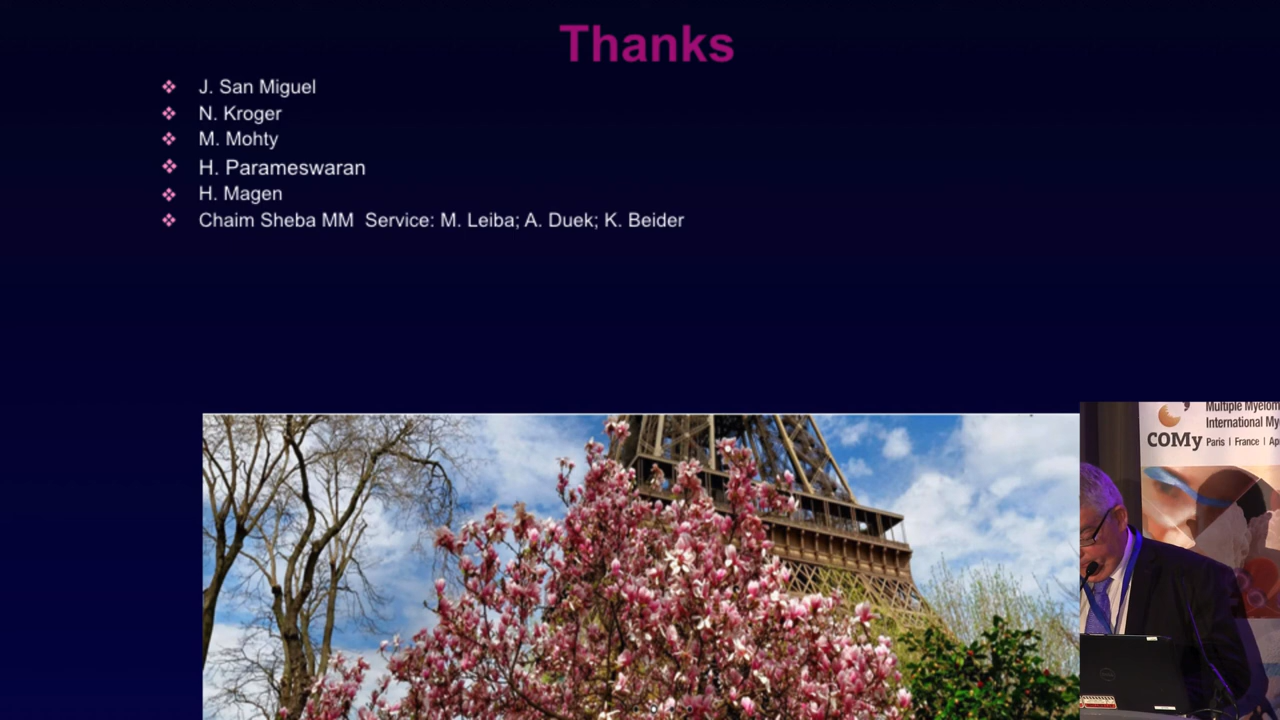 Thanks
❖ J. San Miguel
❖ N. Kroger
❖ M. Mohty
❖ H. Parameswaran
❖ H. Magen
❖ Chaim Sheba MM Service: M. Leiba; A. Duek; K. Beider
Multiple Myelom
International My
COMy Paris | France | Ap